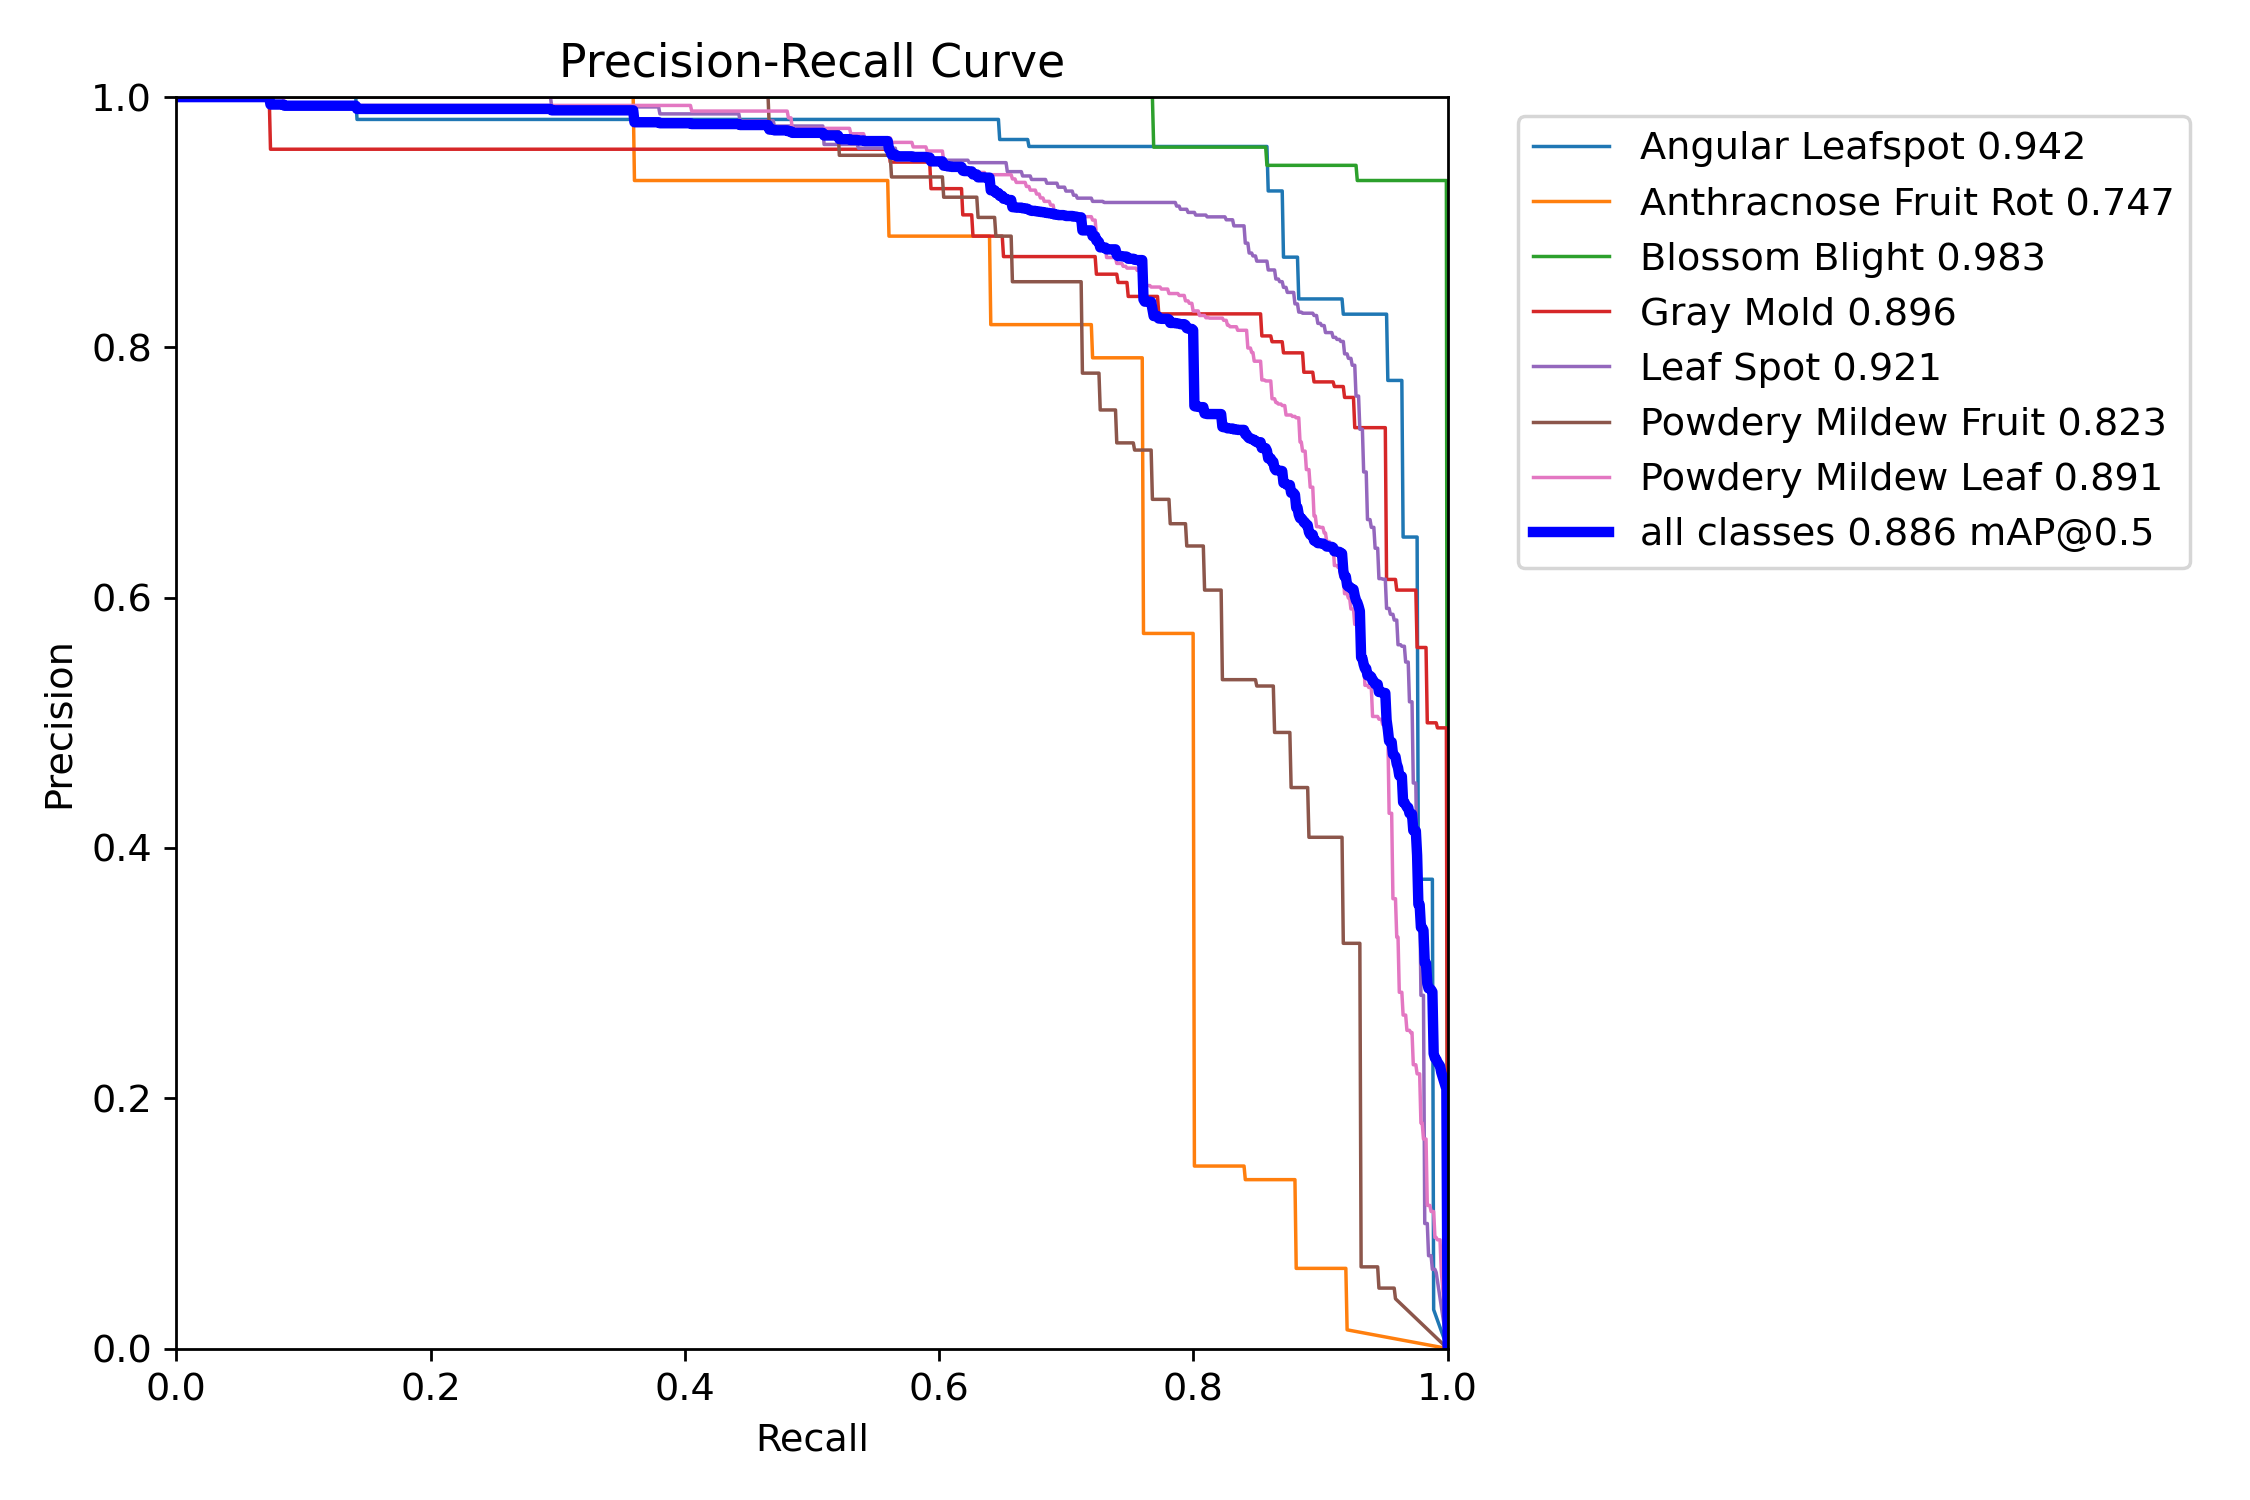 Precision-Recall Curve
1.0
0.8
0.6
0.4
0.2
0.0
Precision
0.0 0.2 0.4 0.6 0.8 1.0
Recall
Angular Leafspot 0.942
Anthracnose Fruit Rot 0.747
Blossom Blight 0.983
Gray Mold 0.896
Leaf Spot 0.921
Powdery Mildew Fruit 0.823
Powdery Mildew Leaf 0.891
all classes 0.886 mAP@0.5